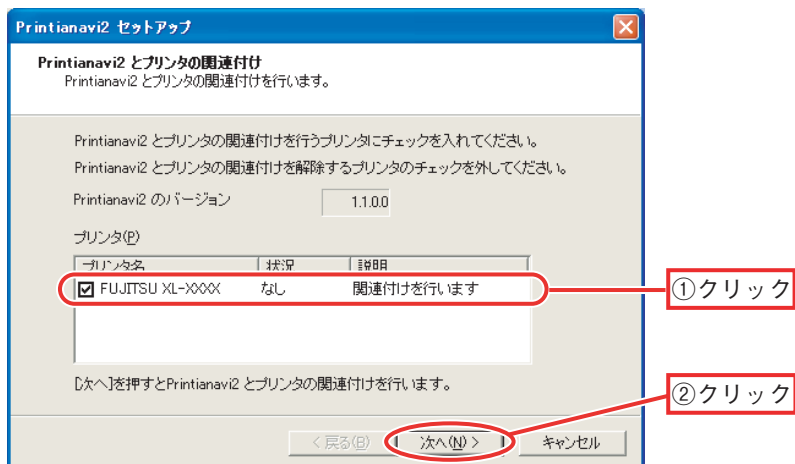 Printianavi2 セットアップ
Printianavi2 とプリンタの関連付け
Printianavi2 とプリンタの関連付けを行います。
Printianavi2 とプリンタの関連付けを行うプリンタにチェックを入れてください。
Printianavi2 とプリンタの関連付けを解除するプリンタのチェックを外してください。
Printianavi2 のバージョン 1.1.0.0
プリンタ(P)
プリンタ名 状況 説明
FUJITSU XL-XXXX なし 関連付けを行います
①クリック
[次へ]を押すとPrintianavi2 とプリンタの関連付けを行います。
②クリック
< 戻る(B) 次へ(N) > キャンセル